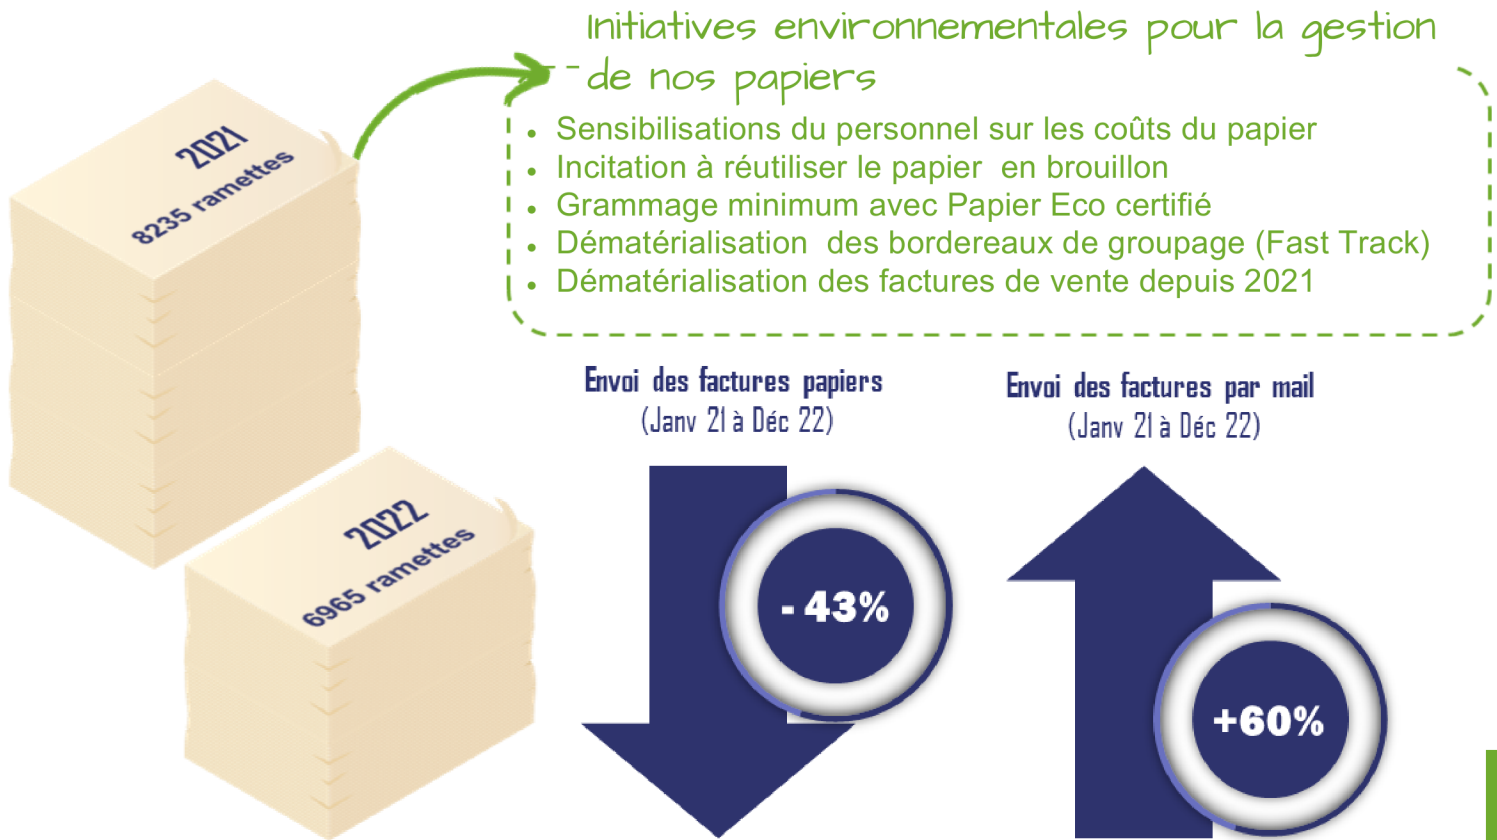 Initiatives environnementales pour la gestion
de nos papiers
• Sensibilisations du personnel sur les coûts du papier
• Incitation à réutiliser le papier en brouillon
• Grammage minimum avec Papier Eco certifié
• Dématérialisation des bordereaux de groupage (Fast Track)
• Dématérialisation des factures de vente depuis 2021
2021
8235 ramettes
2022
6965 ramettes
Envoi des factures papiers
(Janv 21 à Déc 22)
- 43%
Envoi des factures par mail
(Janv 21 à Déc 22)
+60%